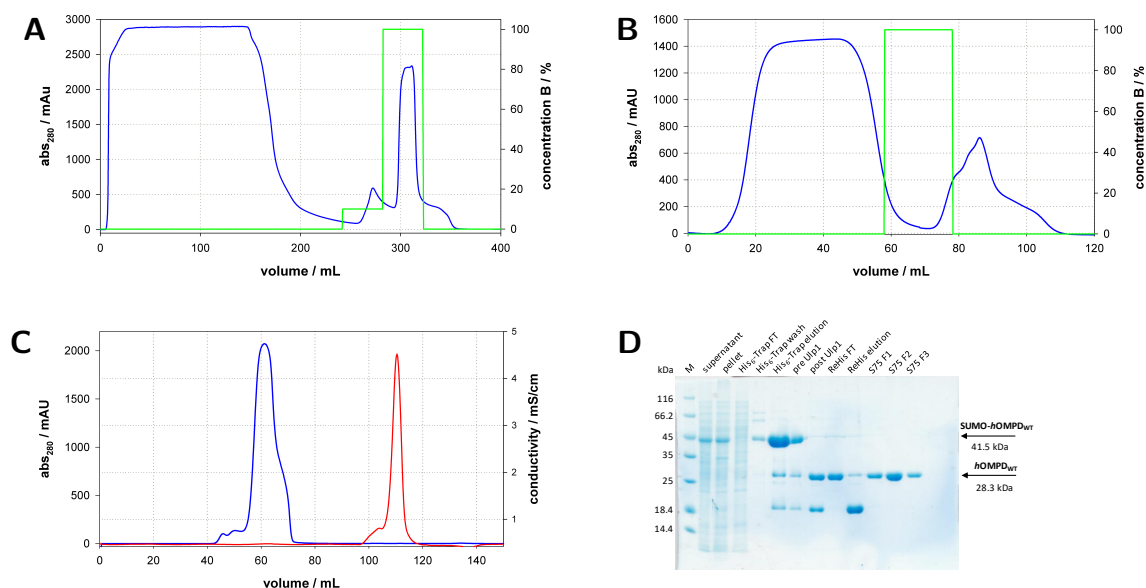 A
abs280 / mAu
3000
2500
2000
1500
1000
500
0
0 100 200 300 400
volume / mL
100
80
60
40
20
0
concentration B / %
B
abs280 / mAU
1600
1400
1200
1000
800
600
400
200
0
0 20 40 60 80 100 120
volume / mL
100
80
60
40
20
0
concentration B / %
C
abs280 / mAU
2000
1500
1000
500
0
0 20 40 60 80 100 120 140
volume / mL
5
4
3
2
1
conductivity / mS/cm
D
kDa
M
supernatant
pellet
His6-Trap FT
His6-Trap wash
His6-Trap elution
pre Ulp1
post Ulp1
ReHis FT
ReHis elution
S75 F1
S75 F2
S75 F3
116
66.2
45
35
25
18.4
14.4
SUMO-hOMPDWT
41.5 kDa
hOMPDWT
28.3 kDa